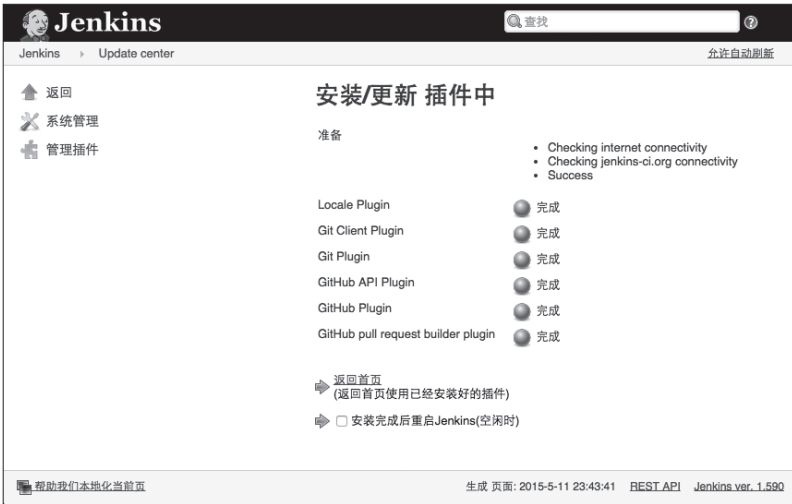 Jenkins
查找
?
Jenkins
Update center
允许自动刷新
返回
系统管理
管理插件
安装/更新 插件中
准备
• Checking internet connectivity
• Checking jenkins-ci.org connectivity
• Success
Locale Plugin 完成
Git Client Plugin 完成
Git Plugin 完成
GitHub API Plugin 完成
GitHub Plugin 完成
GitHub pull request builder plugin 完成
返回首页
(返回首页使用已经安装好的插件)
安装完成后重启Jenkins(空闲时)
帮助我们本地化当前页
生成 页面: 2015-5-11 23:43:41 REST API Jenkins ver. 1.590